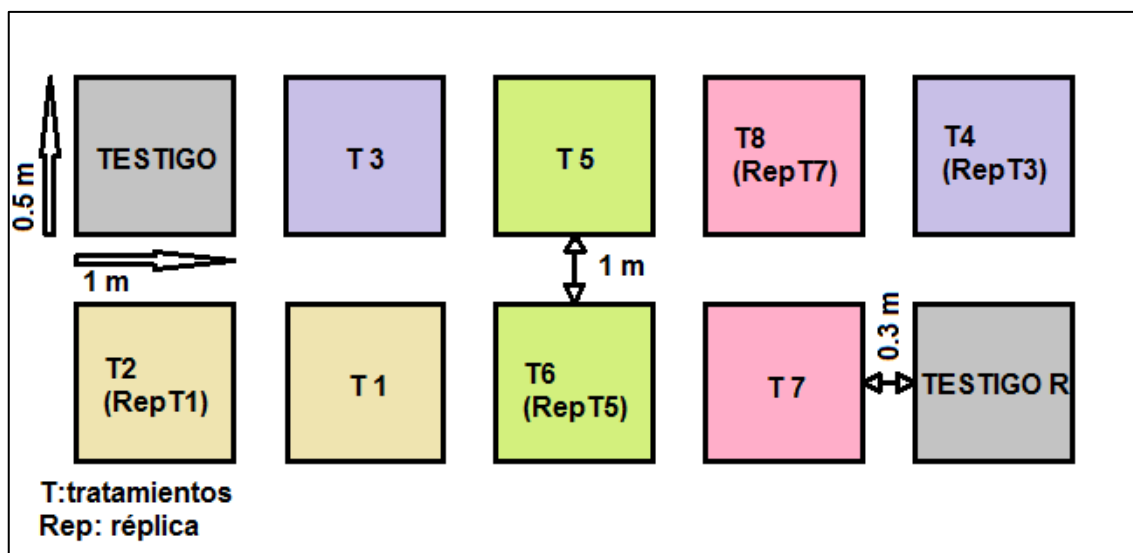 TESTIGO
T 3
T 5
T8
(RepT7)
T4
(RepT3)
0.5 m
1 m
1 m
0.3 m
T2
(RepT1)
T 1
T6
(RepT5)
T 7
TESTIGO R
T:tratamientos
Rep: réplica